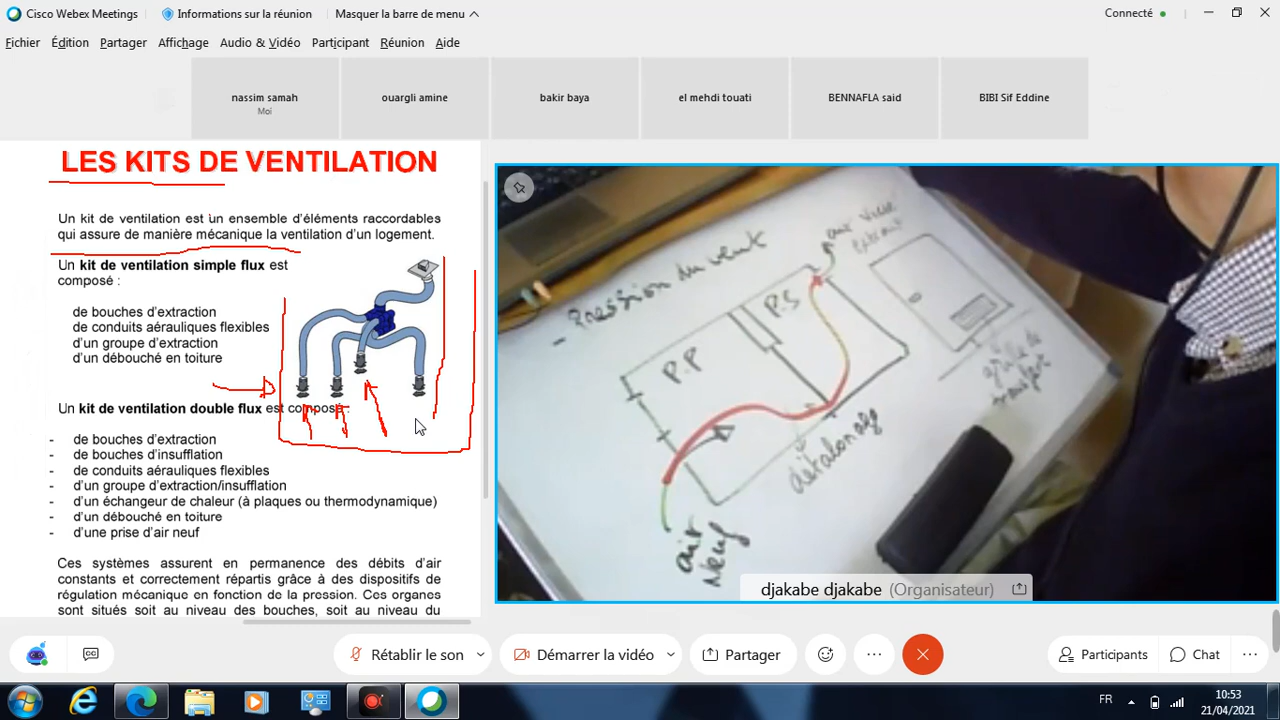 Cisco Webex Meetings
Informations sur la réunion
Masquer la barre de menu
Connecté
Fichier Édition Partager Affichage Audio & Vidéo Participant Réunion Aide
nassim samah
Moi
ouargli amine
bakir baya
el mehdi touati
BENNAFLA said
BIBI Sif Eddine
LES KITS DE VENTILATION
Un kit de ventilation est un ensemble d'éléments raccordables
qui assure de manière mécanique la ventilation d'un logement.
Un kit de ventilation simple flux est
composé :
de bouches d'extraction
de conduits aérauliques flexibles
d'un groupe d'extraction
d'un débouché en toiture
Un kit de ventilation double flux est composé :
- de bouches d'extraction
- de bouches d'insufflation
- de conduits aérauliques flexibles
- d'un groupe d'extraction/insufflation
- d'un échangeur de chaleur (à plaques ou thermodynamique)
- d'un débouché en toiture
- d'une prise d'air neuf
Ces systèmes assurent en permanence des débits d'air
constants et correctement répartis grâce à des dispositifs de
régulation mécanique en fonction de la pression. Ces organes
sont situés soit au niveau des bouches, soit au niveau du
- Pression du vent
P.P
P.S
détalonage
grille de
transfert
air
Neuf
djakabe djakabe (Organisateur)
Rétablir le son
Démarrer la vidéo
Partager
Participants
Chat
FR
10:53
21/04/2021